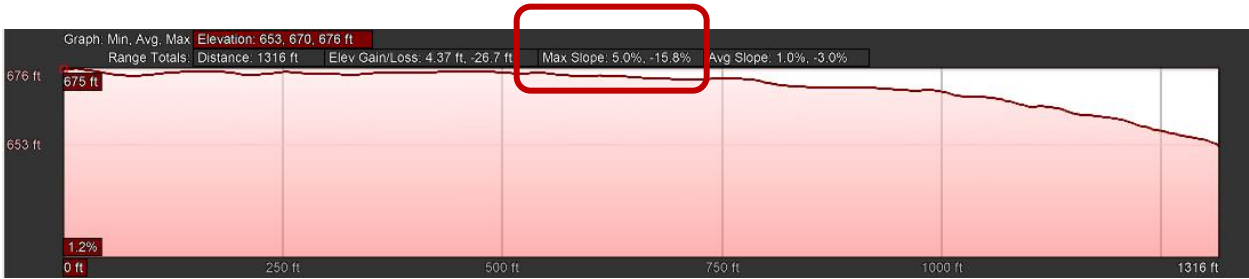 Graph: Min, Avg, Max Elevation: 653, 670, 676 ft
Range Totals: Distance: 1316 ft Elev Gain/Loss: 4.37 ft, -26.7 ft Max Slope: 5.0%, -15.8% Avg Slope: 1.0%, -3.0%
676 ft
675 ft
653 ft
1.2%
0 ft 250 ft 500 ft 750 ft 1000 ft 1316 ft